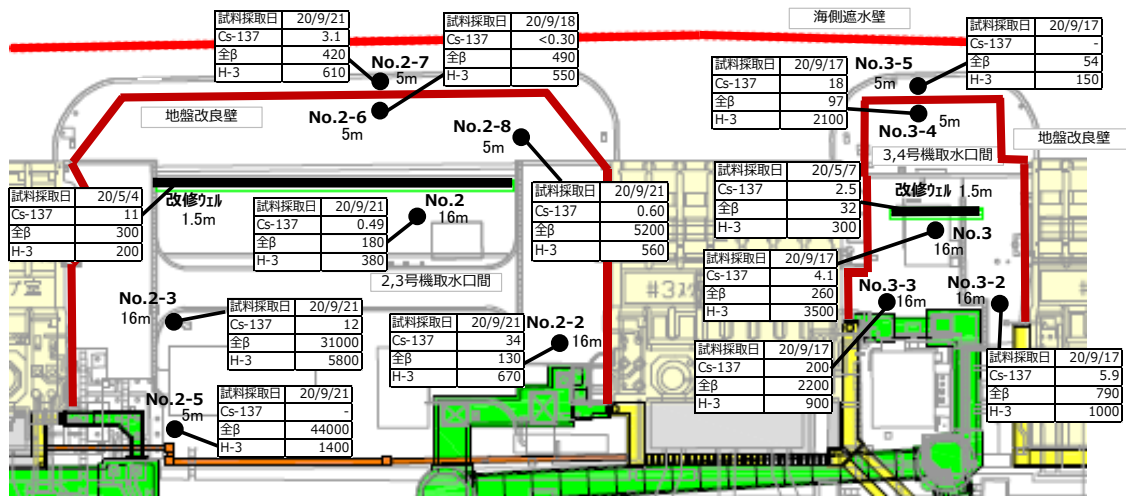 海側遮水壁
試料採取日 20/9/21
Cs-137 3.1
全β 420
H-3 610
試料採取日 20/9/18
Cs-137 <0.30
全β 490
H-3 550
試料採取日 20/9/17
Cs-137 -
全β 54
H-3 150
No.2-7
5m
No.3-5
5m
試料採取日 20/9/17
Cs-137 18
全β 97
H-3 2100
地盤改良壁
No.2-6
5m
No.2-8
5m
5m
No.3-4
地盤改良壁
3,4号機取水口間
試料採取日 20/5/4
Cs-137 11
全β 300
H-3 200
改修ウェル
1.5m
試料採取日 20/9/21
Cs-137 0.49
全β 180
H-3 380
No.2
16m
試料採取日 20/9/21
Cs-137 0.60
全β 5200
H-3 560
試料採取日 20/5/7
Cs-137 2.5
全β 32
H-3 300
改修ウェル 1.5m
No.3
16m
2,3号機取水口間
試料採取日 20/9/17
Cs-137 4.1
全β 260
H-3 3500
No.2-3
16m
試料採取日 20/9/21
Cs-137 12
全β 31000
H-3 5800
試料採取日 20/9/21
Cs-137 34
全β 130
H-3 670
No.2-2
16m
No.3-3
16m
No.3-2
16m
試料採取日 20/9/17
Cs-137 200
全β 2200
H-3 900
試料採取日 20/9/17
Cs-137 5.9
全β 790
H-3 1000
No.2-5
5m
試料採取日 20/9/21
Cs-137 -
全β 44000
H-3 1400